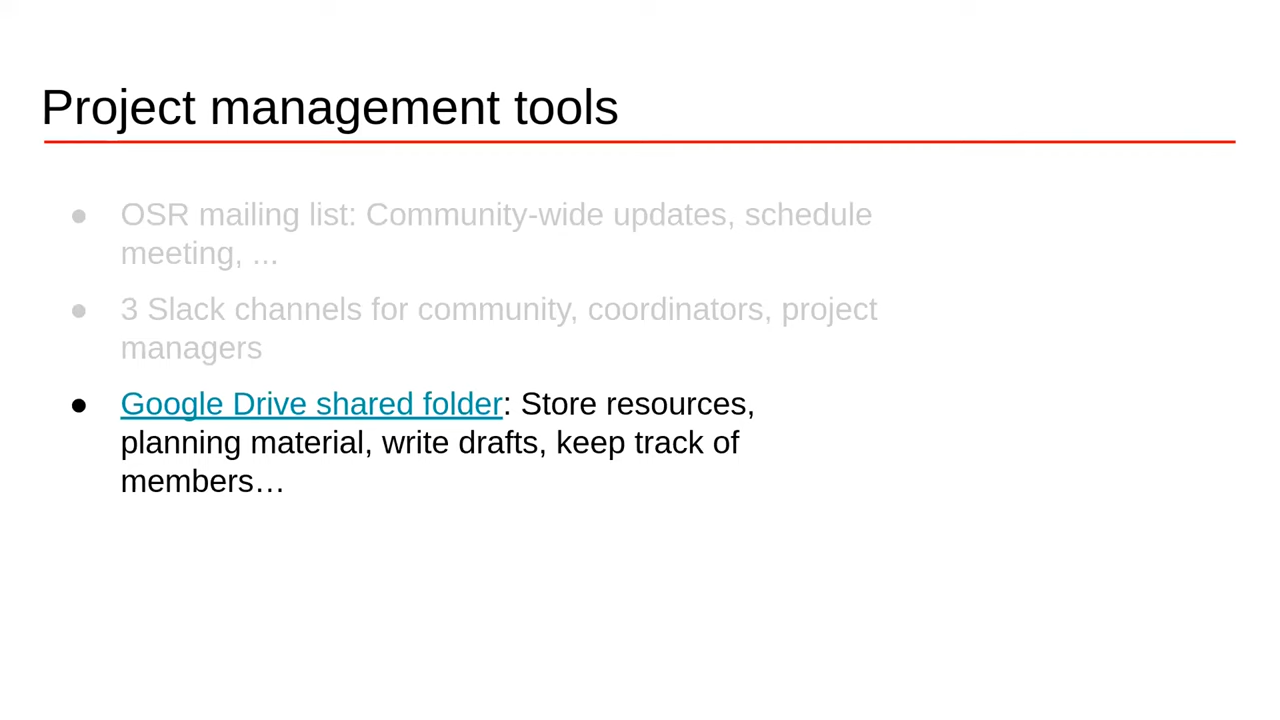 Project management tools
● OSR mailing list: Community-wide updates, schedule
meeting, ...
● 3 Slack channels for community, coordinators, project
managers
● Google Drive shared folder: Store resources,
planning material, write drafts, keep track of
members…